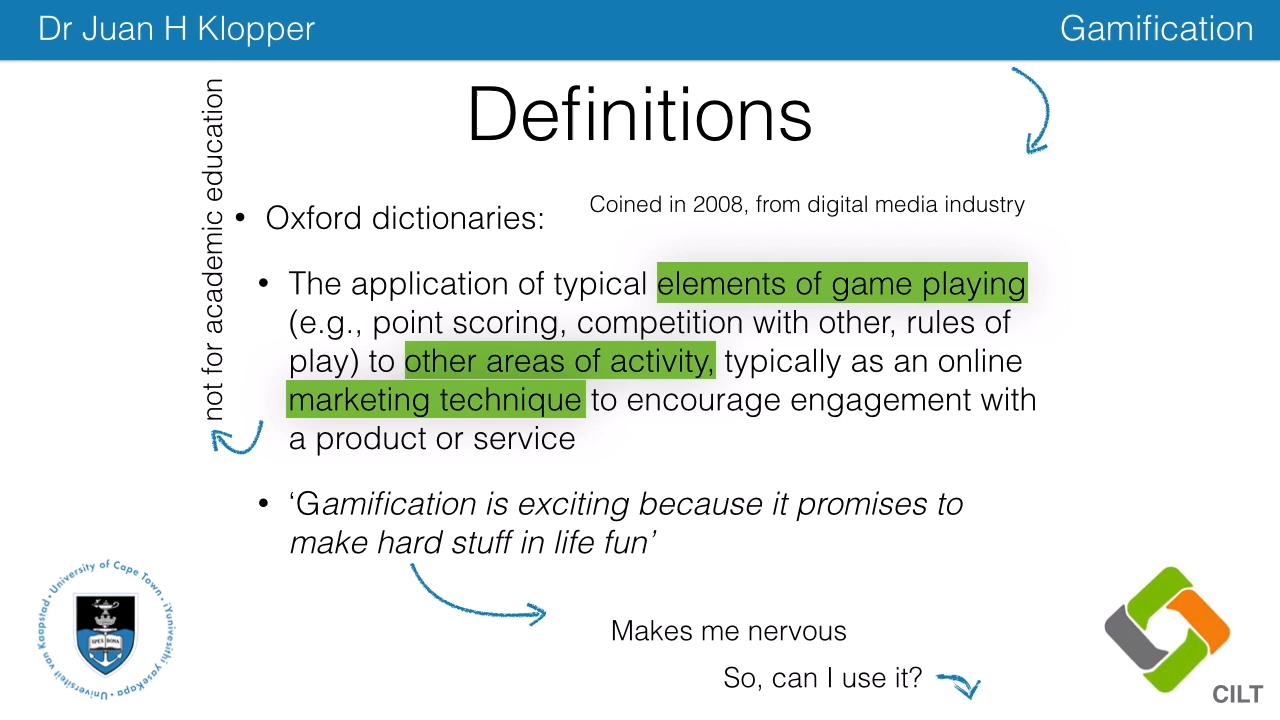 Dr Juan H Klopper
Gamification
Definitions
not for academic education
• Oxford dictionaries:
Coined in 2008, from digital media industry
• The application of typical elements of game playing
(e.g., point scoring, competition with other, rules of
play) to other areas of activity, typically as an online
marketing technique to encourage engagement with
a product or service
• ‘Gamification is exciting because it promises to
make hard stuff in life fun’
Makes me nervous
So, can I use it?
University of Cape Town · iYunivesithi yaseKapa · Universiteit van Kaapstad ·
SPES BONA
CILT